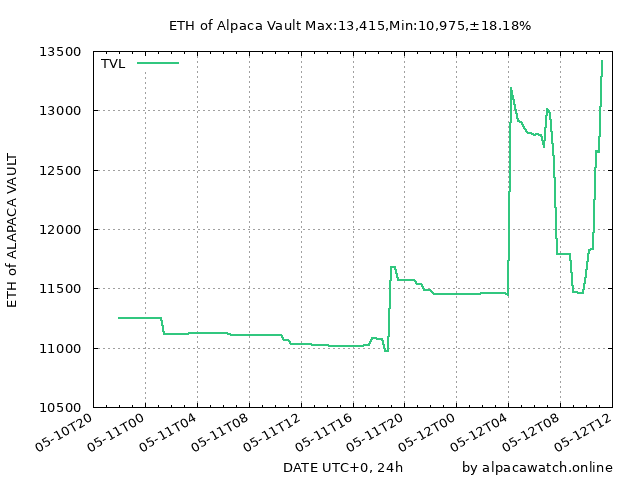 ETH of Alpaca Vault Max:13,415,Min:10,975,±18.18%
TVL
ETH of ALAPACA VAULT
13500
13000
12500
12000
11500
11000
10500
05-10T20
05-11T00
05-11T04
05-11T08
05-11T12
05-11T16
05-11T20
05-12T00
05-12T04
05-12T08
05-12T12
DATE UTC+0, 24h
by alpacawatch.online